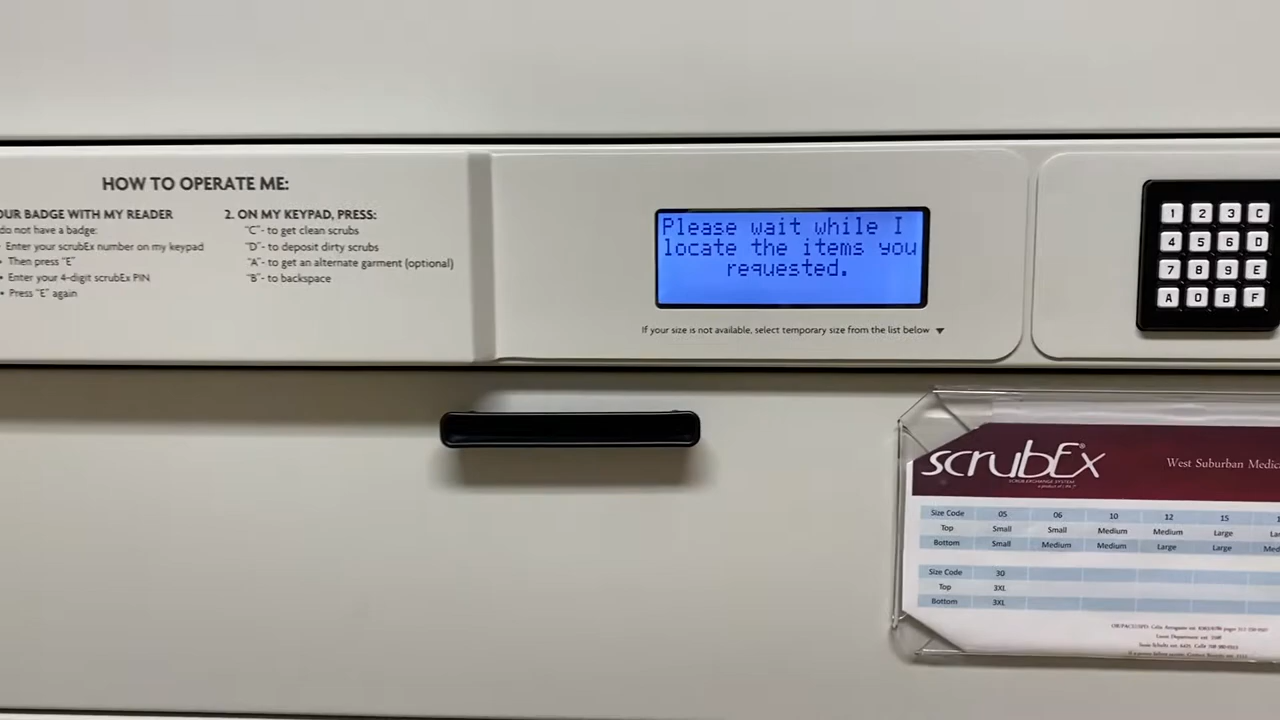 HOW TO OPERATE ME:
OUR BADGE WITH MY READER
do not have a badge:
• Enter your scrubEx number on my keypad
• Then press "E"
• Enter your 4-digit scrubEx PIN
• Press "E" again
2. ON MY KEYPAD, PRESS:
"C"- to get clean scrubs
"D"- to deposit dirty scrubs
"A"- to get an alternate garment (optional)
"B"- to backspace
Please wait while I
locate the items you
requested.
If your size is not available, select temporary size from the list below
1 2 3 C
4 5 6 D
7 8 9 E
A 0 B F
scrubEx®
SCRUB EXCHANGE SYSTEM
West Suburban Medic
Size Code 05 06 10 12 15
Top Small Small Medium Medium Large
Bottom Small Medium Medium Large Large
Size Code 30
Top 3XL
Bottom 3XL